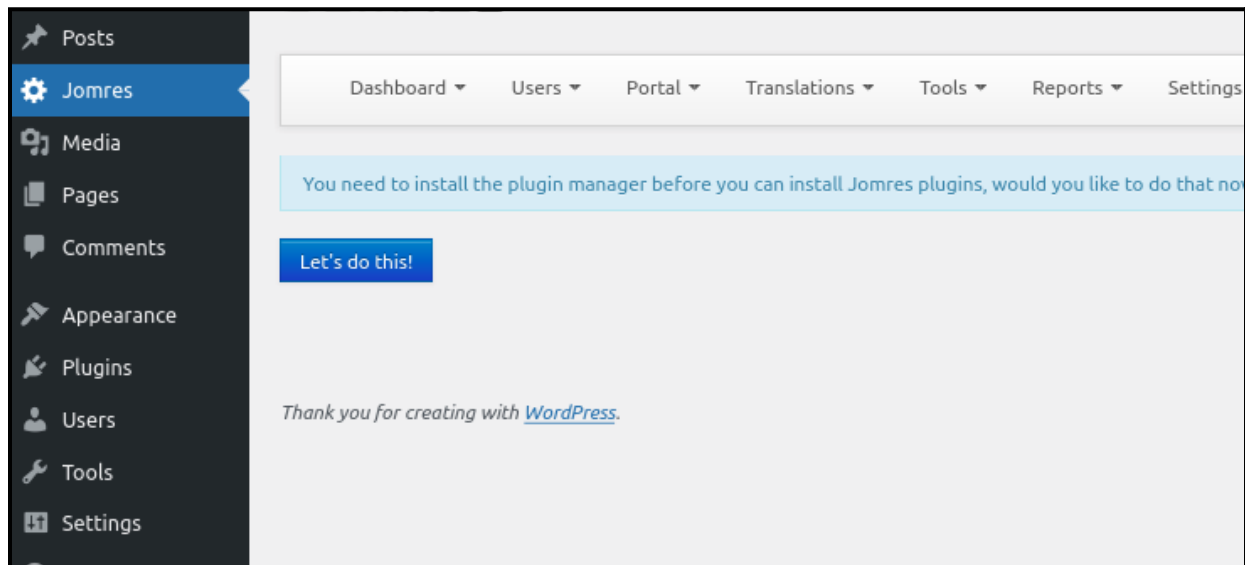 Posts
Jomres
Media
Pages
Comments
Appearance
Plugins
Users
Tools
Settings
Dashboard Users Portal Translations Tools Reports Settings
You need to install the plugin manager before you can install Jomres plugins, would you like to do that
Let's do this!
Thank you for creating with WordPress.